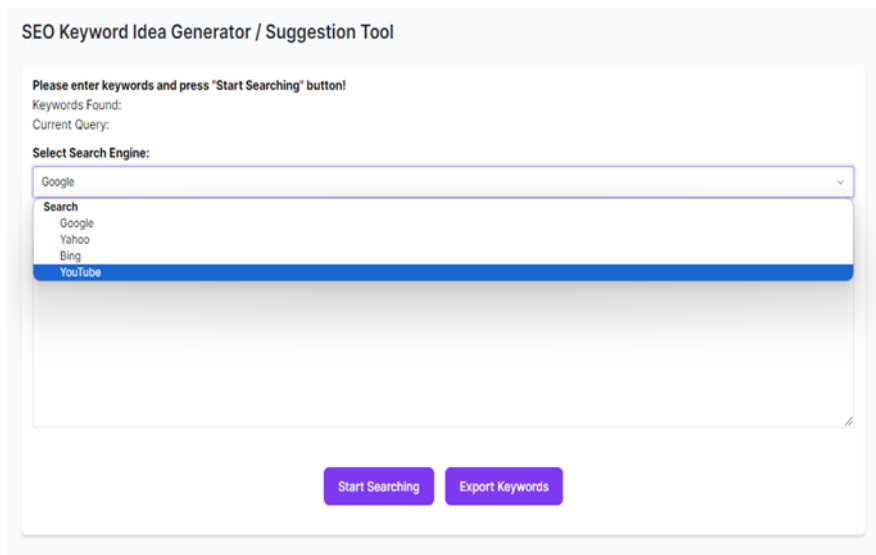 SEO Keyword Idea Generator / Suggestion Tool
Please enter keywords and press "Start Searching" button!
Keywords Found:
Current Query:
Select Search Engine:
Google
Search
Google
Yahoo
Bing
YouTube
Start Searching
Export Keywords